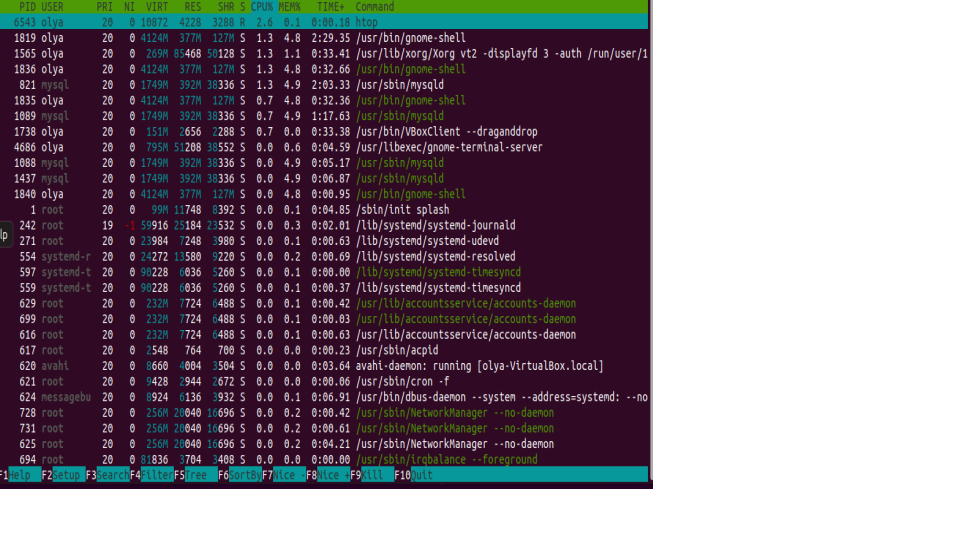 PID USER PRI NI VIRT RES SHR S CPU% MEM% TIME+ Command
6543 olya 20 0 10872 4228 3288 R 2.6 0.1 0:00.18 htop
1819 olya 20 0 4124M 377M 127M S 1.3 4.8 2:29.35 /usr/bin/gnome-shell
1565 olya 20 0 269M 85468 50128 S 1.3 1.1 0:33.41 /usr/lib/xorg/Xorg vt2 -displayfd 3 -auth /run/user/1
1836 olya 20 0 4124M 377M 127M S 1.3 4.8 0:32.66 /usr/bin/gnome-shell
821 mysql 20 0 1749M 392M 38336 S 1.3 4.9 2:03.33 /usr/sbin/mysqld
1835 olya 20 0 4124M 377M 127M S 0.7 4.8 0:32.36 /usr/bin/gnome-shell
1089 mysql 20 0 1749M 392M 38336 S 0.7 4.9 1:17.63 /usr/sbin/mysqld
1738 olya 20 0 151M 2656 2288 S 0.7 0.0 0:33.38 /usr/bin/VBoxClient --draganddrop
4686 olya 20 0 795M 51208 38552 S 0.0 0.6 0:04.59 /usr/libexec/gnome-terminal-server
1088 mysql 20 0 1749M 392M 38336 S 0.0 4.9 0:05.17 /usr/sbin/mysqld
1437 mysql 20 0 1749M 392M 38336 S 0.0 4.9 0:06.87 /usr/sbin/mysqld
1840 olya 20 0 4124M 377M 127M S 0.0 4.8 0:00.95 /usr/bin/gnome-shell
1 root 20 0 99M 11748 8392 S 0.0 0.1 0:04.85 /sbin/init splash
242 root 19 -1 59916 25184 23532 S 0.0 0.3 0:02.01 /lib/systemd/systemd-journald
lp
271 root 20 0 23984 7248 3980 S 0.0 0.1 0:00.63 /lib/systemd/systemd-udevd
554 systemd-r 20 0 24272 13580 9220 S 0.0 0.2 0:00.69 /lib/systemd/systemd-resolved
597 systemd-t 20 0 90228 6036 5260 S 0.0 0.1 0:00.00 /lib/systemd/systemd-timesyncd
559 systemd-t 20 0 90228 6036 5260 S 0.0 0.1 0:00.37 /lib/systemd/systemd-timesyncd
629 root 20 0 232M 7724 6488 S 0.0 0.1 0:00.42 /usr/lib/accountsservice/accounts-daemon
699 root 20 0 232M 7724 6488 S 0.0 0.1 0:00.03 /usr/lib/accountsservice/accounts-daemon
616 root 20 0 232M 7724 6488 S 0.0 0.1 0:00.63 /usr/lib/accountsservice/accounts-daemon
617 root 20 0 2548 764 700 S 0.0 0.0 0:00.23 /usr/sbin/acpid
620 avahi 20 0 8660 4004 3504 S 0.0 0.0 0:03.64 avahi-daemon: running [olya-VirtualBox.local]
621 root 20 0 9428 2944 2672 S 0.0 0.0 0:00.06 /usr/sbin/cron -f
624 messagebu 20 0 8924 6136 3932 S 0.0 0.1 0:06.91 /usr/bin/dbus-daemon --system --address=systemd: --no
728 root 20 0 256M 20040 16696 S 0.0 0.2 0:00.42 /usr/sbin/NetworkManager --no-daemon
731 root 20 0 256M 20040 16696 S 0.0 0.2 0:00.61 /usr/sbin/NetworkManager --no-daemon
625 root 20 0 256M 20040 16696 S 0.0 0.2 0:04.21 /usr/sbin/NetworkManager --no-daemon
694 root 20 0 81836 3704 3408 S 0.0 0.0 0:00.00 /usr/sbin/irqbalance --foreground
F1Help F2Setup F3SearchF4FilterF5Tree F6SortByF7Nice -F8Nice +F9Kill F10Quit